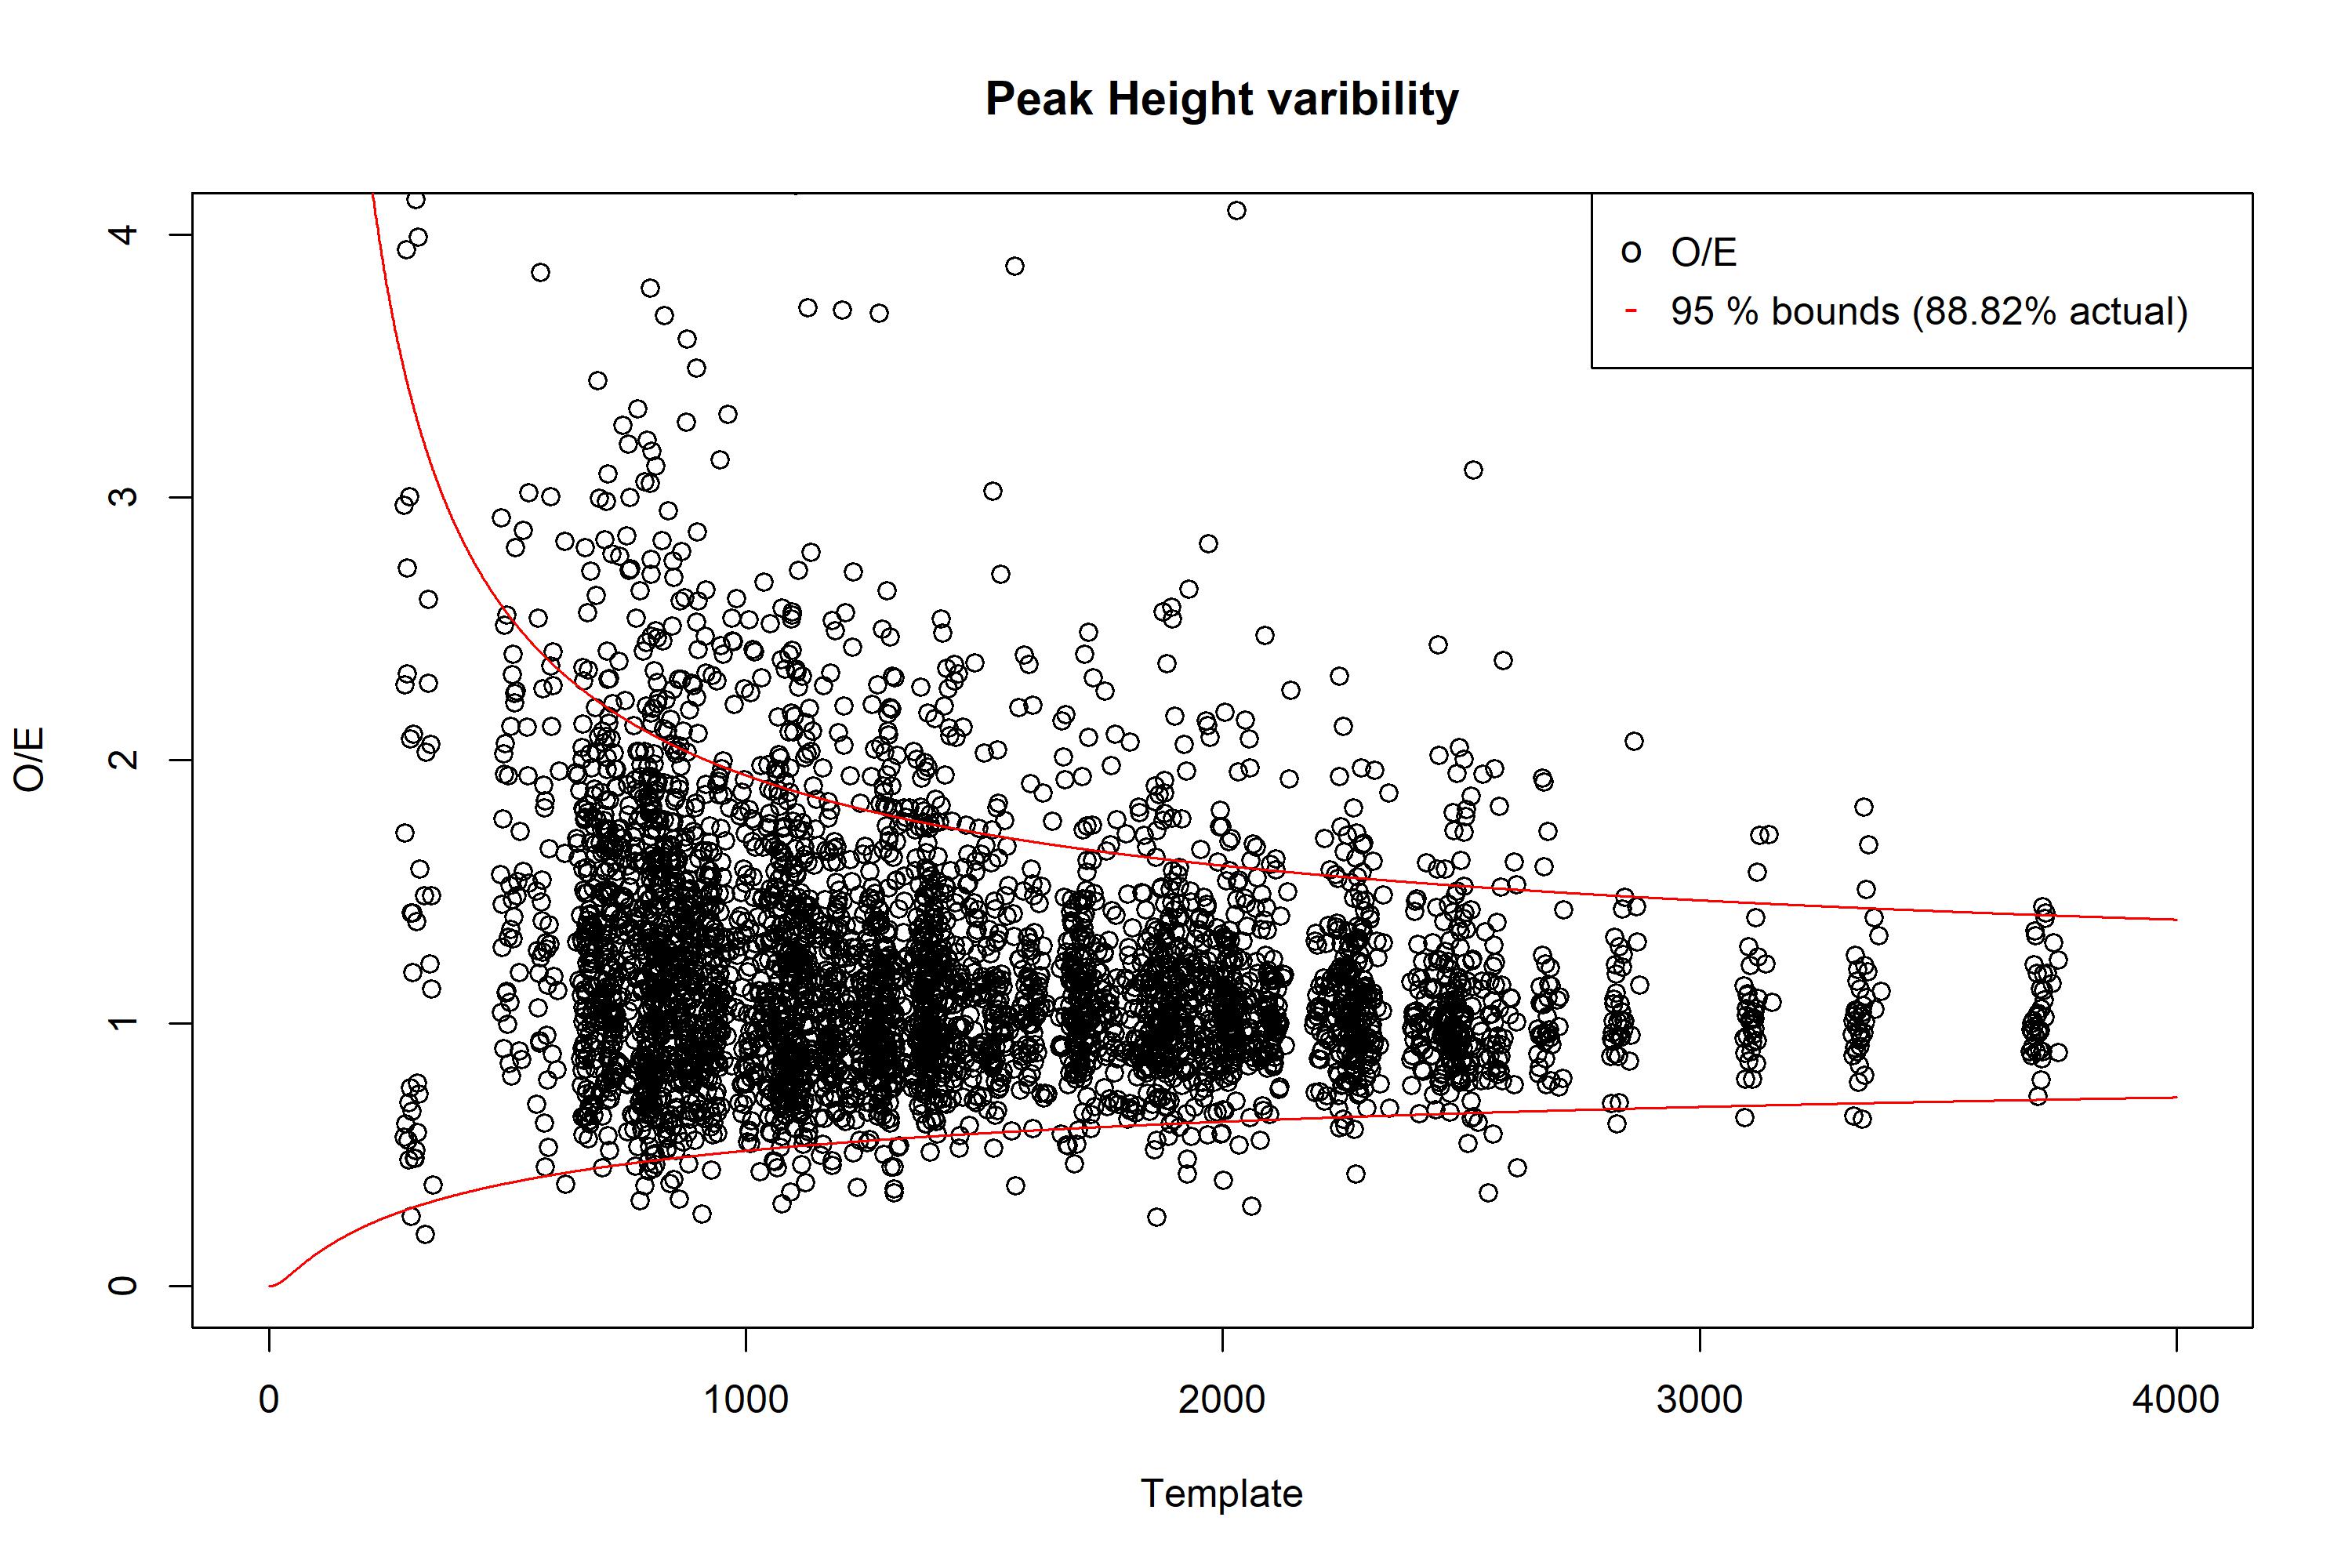 Peak Height varibility
O/E
95 % bounds (88.82% actual)
4
3
2
1
0
O/E
0 1000 2000 3000 4000
Template